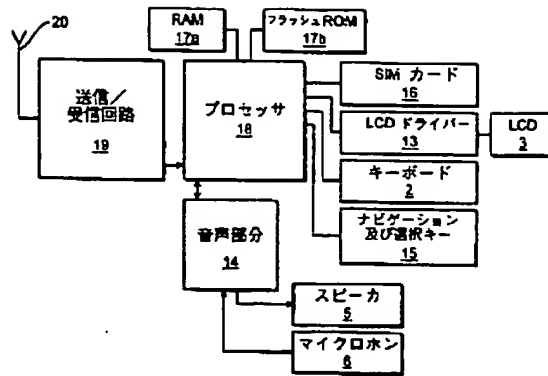 20
RAM
17a
フラッシュROM
17b
送信/
受信回路
19
プロセッサ
18
SIM カード
16
LCD ドライバー
13
LCD
3
キーボード
2
ナビゲーション
及び選択キー
15
音声部分
14
スピーカ
5
マイクロホン
6